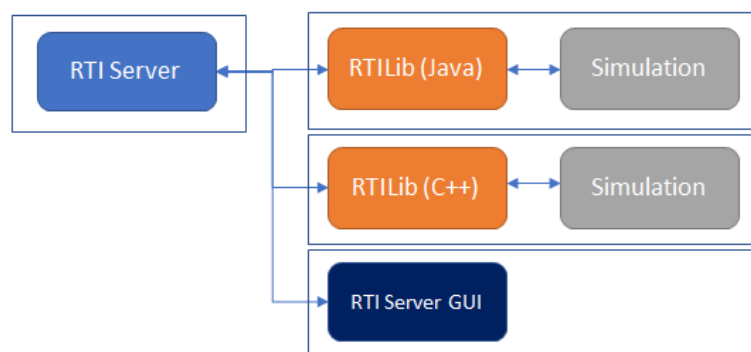 RTI Server
RTILib (Java)
Simulation
RTILib (C++)
Simulation
RTI Server GUI